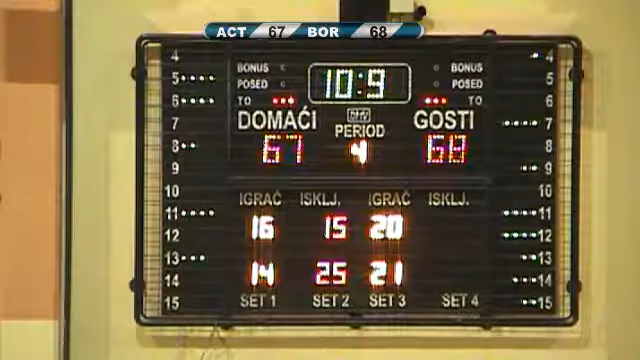 ACT 67 BOR 68
4 4
BONUS 10:9 BONUS
5 POSED POSED 5
6 TO TO 6
7 DOMAĆI PERIOD GOSTI 7
8 67 4 68 8
9 9
10 IGRAČ ISKLJ. IGRAČ ISKLJ. 10
11 11
12 16 15 20 12
13 13
14 14 25 21 14
15 SET 1 SET 2 SET 3 SET 4 15